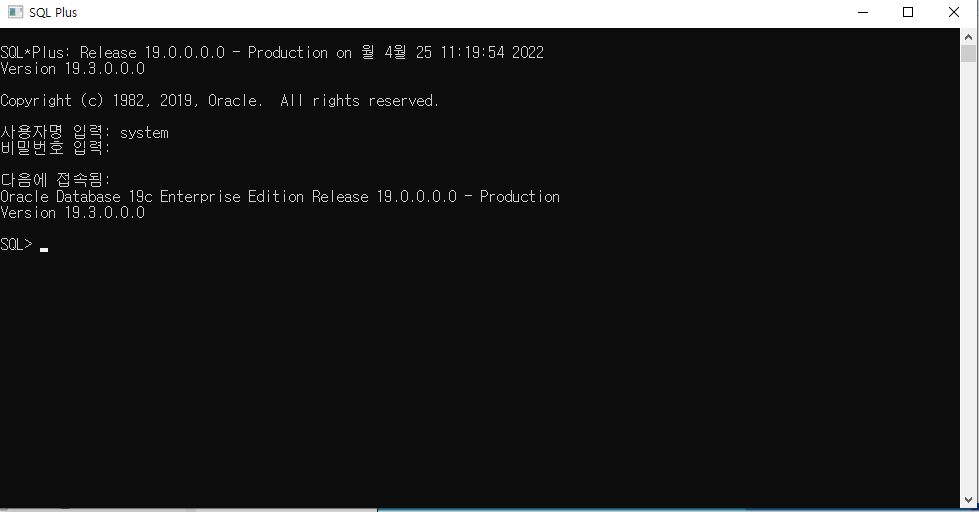 SQL Plus
SQL*Plus: Release 19.0.0.0.0 - Production on 월 4월 25 11:19:54 2022
Version 19.3.0.0.0
Copyright (c) 1982, 2019, Oracle.  All rights reserved.
사용자명 입력: system
비밀번호 입력:
다음에 접속됨:
Oracle Database 19c Enterprise Edition Release 19.0.0.0.0 - Production
Version 19.3.0.0.0
SQL>